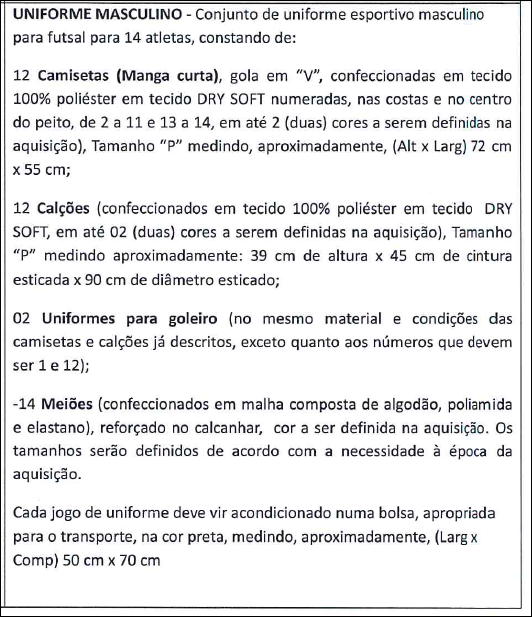 UNIFORME MASCULINO - Conjunto de uniforme esportivo masculino
para futsal para 14 atletas, constando de:
12 Camisetas (Manga curta), gola em “V”, confeccionadas em tecido
100% poliéster em tecido DRY SOFT numeradas, nas costas e no centro
do peito, de 2 a 11 e 13 a 14, em até 2 (duas) cores a serem definidas na
aquisição), Tamanho “P” medindo, aproximadamente, (Alt x Larg) 72 cm
x 55 cm;
12 Calções (confeccionados em tecido 100% poliéster em tecido DRY
SOFT, em até 02 (duas) cores a serem definidas na aquisição), Tamanho
“P” medindo aproximadamente: 39 cm de altura x 45 cm de cintura
esticada x 90 cm de diâmetro esticado;
02 Uniformes para goleiro (no mesmo material e condições das
camisetas e calções já descritos, exceto quanto aos números que devem
ser 1 e 12);
-14 Meiões (confeccionados em malha composta de algodão, poliamida
e elastano), reforçado no calcanhar, cor a ser definida na aquisição. Os
tamanhos serão definidos de acordo com a necessidade à época da
aquisição.
Cada jogo de uniforme deve vir acondicionado numa bolsa, apropriada
para o transporte, na cor preta, medindo, aproximadamente, (Larg x
Comp) 50 cm x 70 cm